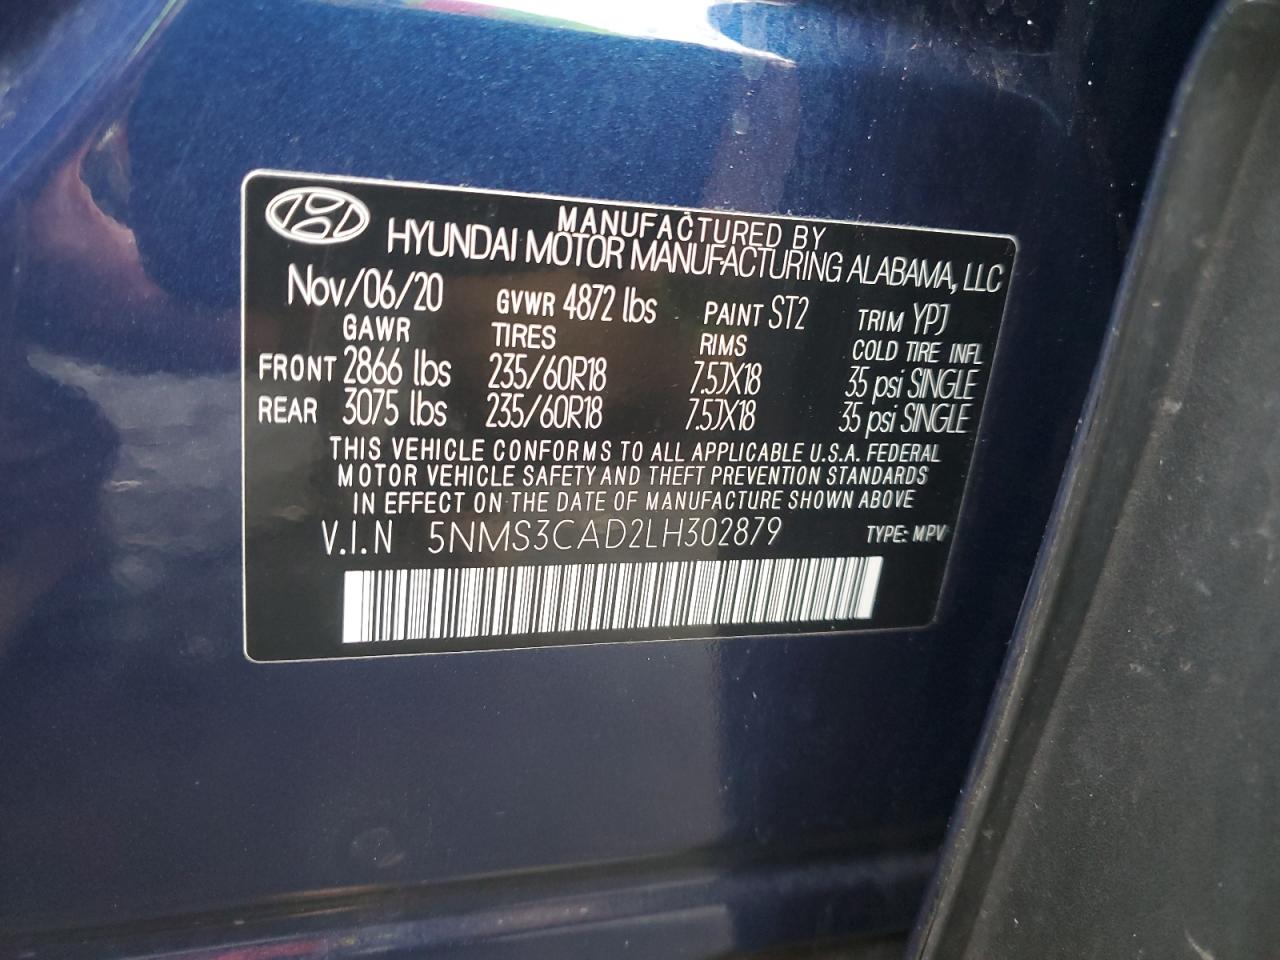 MANUFACTURED BY
HYUNDAI MOTOR MANUFACTURING ALABAMA, LLC
Nov/06/20 GVWR 4872 lbs PAINT ST2 TRIM YPJ
GAWR TIRES RIMS COLD TIRE INFL
FRONT 2866 lbs 235/60R18 7.5JX18 35 psi SINGLE
REAR 3075 lbs 235/60R18 7.5JX18 35 psi SINGLE
THIS VEHICLE CONFORMS TO ALL APPLICABLE U.S.A. FEDERAL
MOTOR VEHICLE SAFETY AND THEFT PREVENTION STANDARDS
IN EFFECT ON THE DATE OF MANUFACTURE SHOWN ABOVE
V.I.N 5NMS3CAD2LH302879 TYPE: MPV